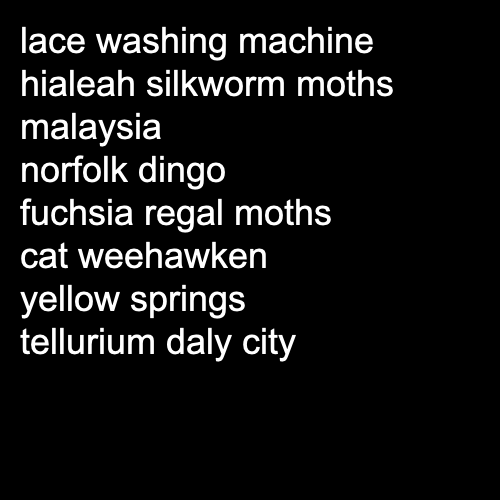 lace washing machine
hialeah silkworm moths
malaysia
norfolk dingo
fuchsia regal moths
cat weehawken
yellow springs
tellurium daly city